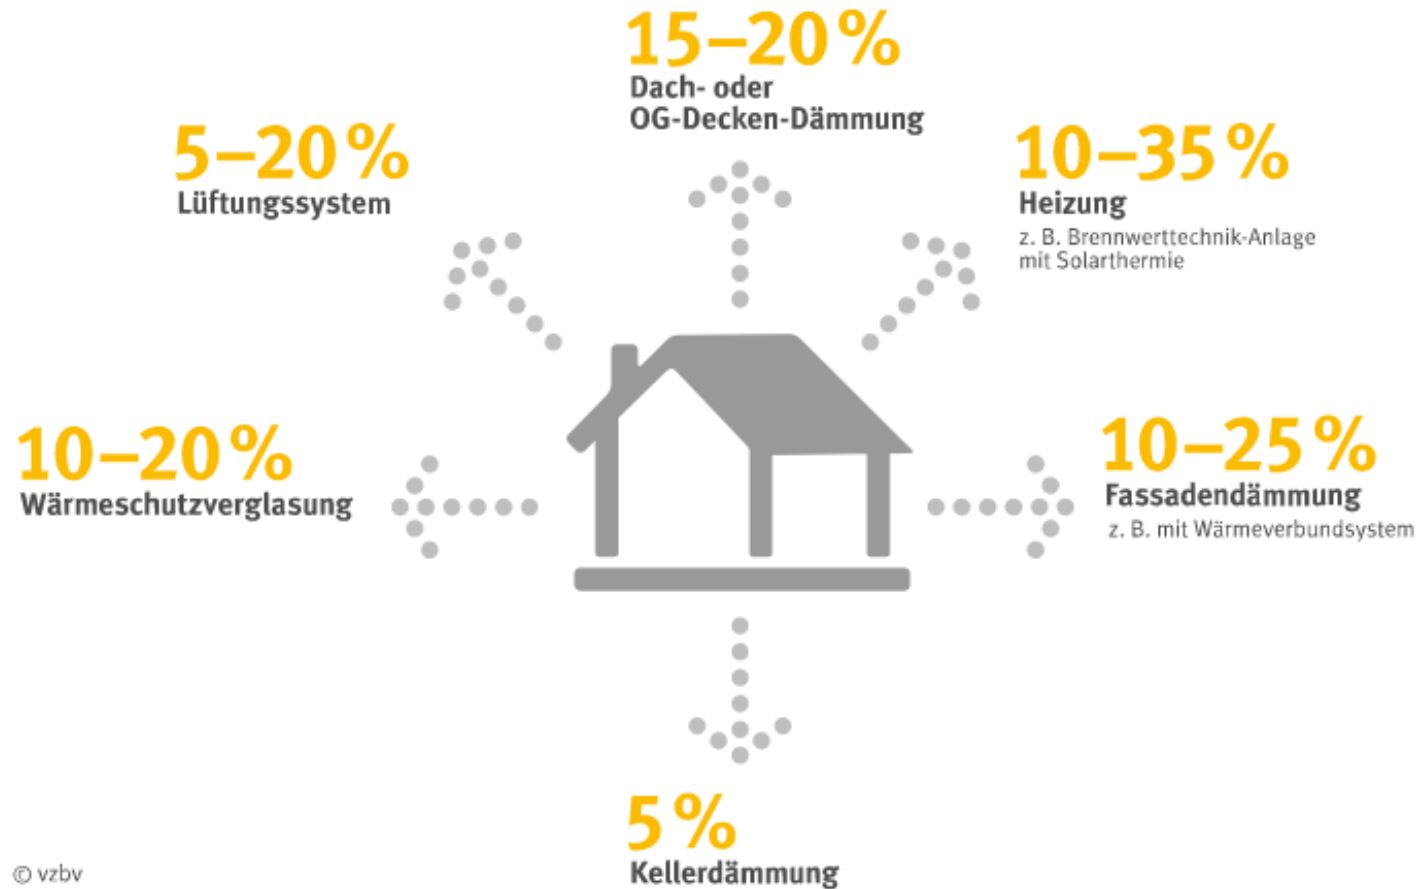 15–20 %
Dach- oder
OG-Decken-Dämmung
5–20 %
Lüftungssystem
10–35 %
Heizung
z. B. Brennwerttechnik-Anlage
mit Solarthermie
10–20 %
Wärmeschutzverglasung
10–25 %
Fassadendämmung
z. B. mit Wärmeverbundsystem
5 %
Kellerdämmung
© vzbv